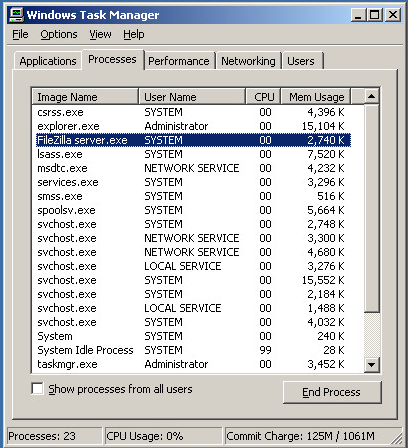 Windows Task Manager
File Options View Help
Applications Processes Performance Networking Users
Image Name User Name CPU Mem Usage
csrss.exe SYSTEM 00 4,396 K
explorer.exe Administrator 00 15,104 K
FileZilla server.exe SYSTEM 00 2,740 K
lsass.exe SYSTEM 00 7,520 K
msdtc.exe NETWORK SERVICE 00 4,232 K
services.exe SYSTEM 00 3,296 K
smss.exe SYSTEM 00 516 K
spoolsv.exe SYSTEM 00 5,664 K
svchost.exe SYSTEM 00 2,748 K
svchost.exe NETWORK SERVICE 00 3,300 K
svchost.exe NETWORK SERVICE 00 4,680 K
svchost.exe LOCAL SERVICE 00 3,276 K
svchost.exe SYSTEM 00 15,552 K
svchost.exe SYSTEM 00 2,184 K
svchost.exe LOCAL SERVICE 00 1,488 K
svchost.exe SYSTEM 00 4,032 K
System SYSTEM 00 240 K
System Idle Process SYSTEM 99 28 K
taskmgr.exe Administrator 00 3,452 K
Show processes from all users End Process
Processes: 23 CPU Usage: 0% Commit Charge: 125M / 1061M